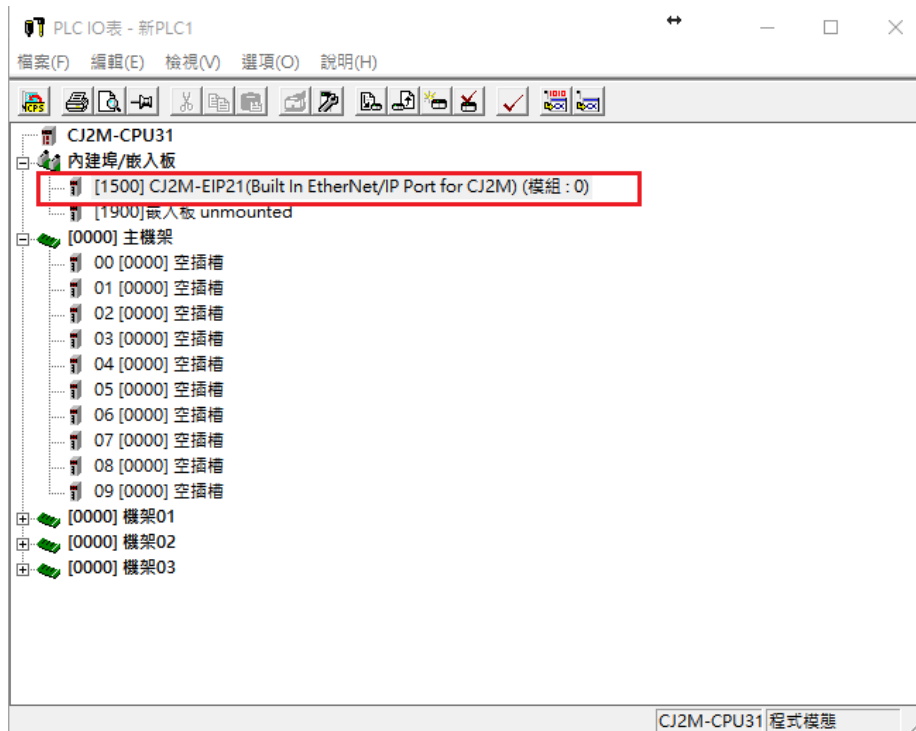 PLC IO表 - 新PLC1
檔案(F) 編輯(E) 檢視(V) 選項(O) 說明(H)
CJ2M-CPU31
內建埠/嵌入板
[1500] CJ2M-EIP21(Built In EtherNet/IP Port for CJ2M) (模組 : 0)
[1900]嵌入板 unmounted
[0000] 主機架
00 [0000] 空插槽
01 [0000] 空插槽
02 [0000] 空插槽
03 [0000] 空插槽
04 [0000] 空插槽
05 [0000] 空插槽
06 [0000] 空插槽
07 [0000] 空插槽
08 [0000] 空插槽
09 [0000] 空插槽
[0000] 機架01
[0000] 機架02
[0000] 機架03
CJ2M-CPU31 程式模態